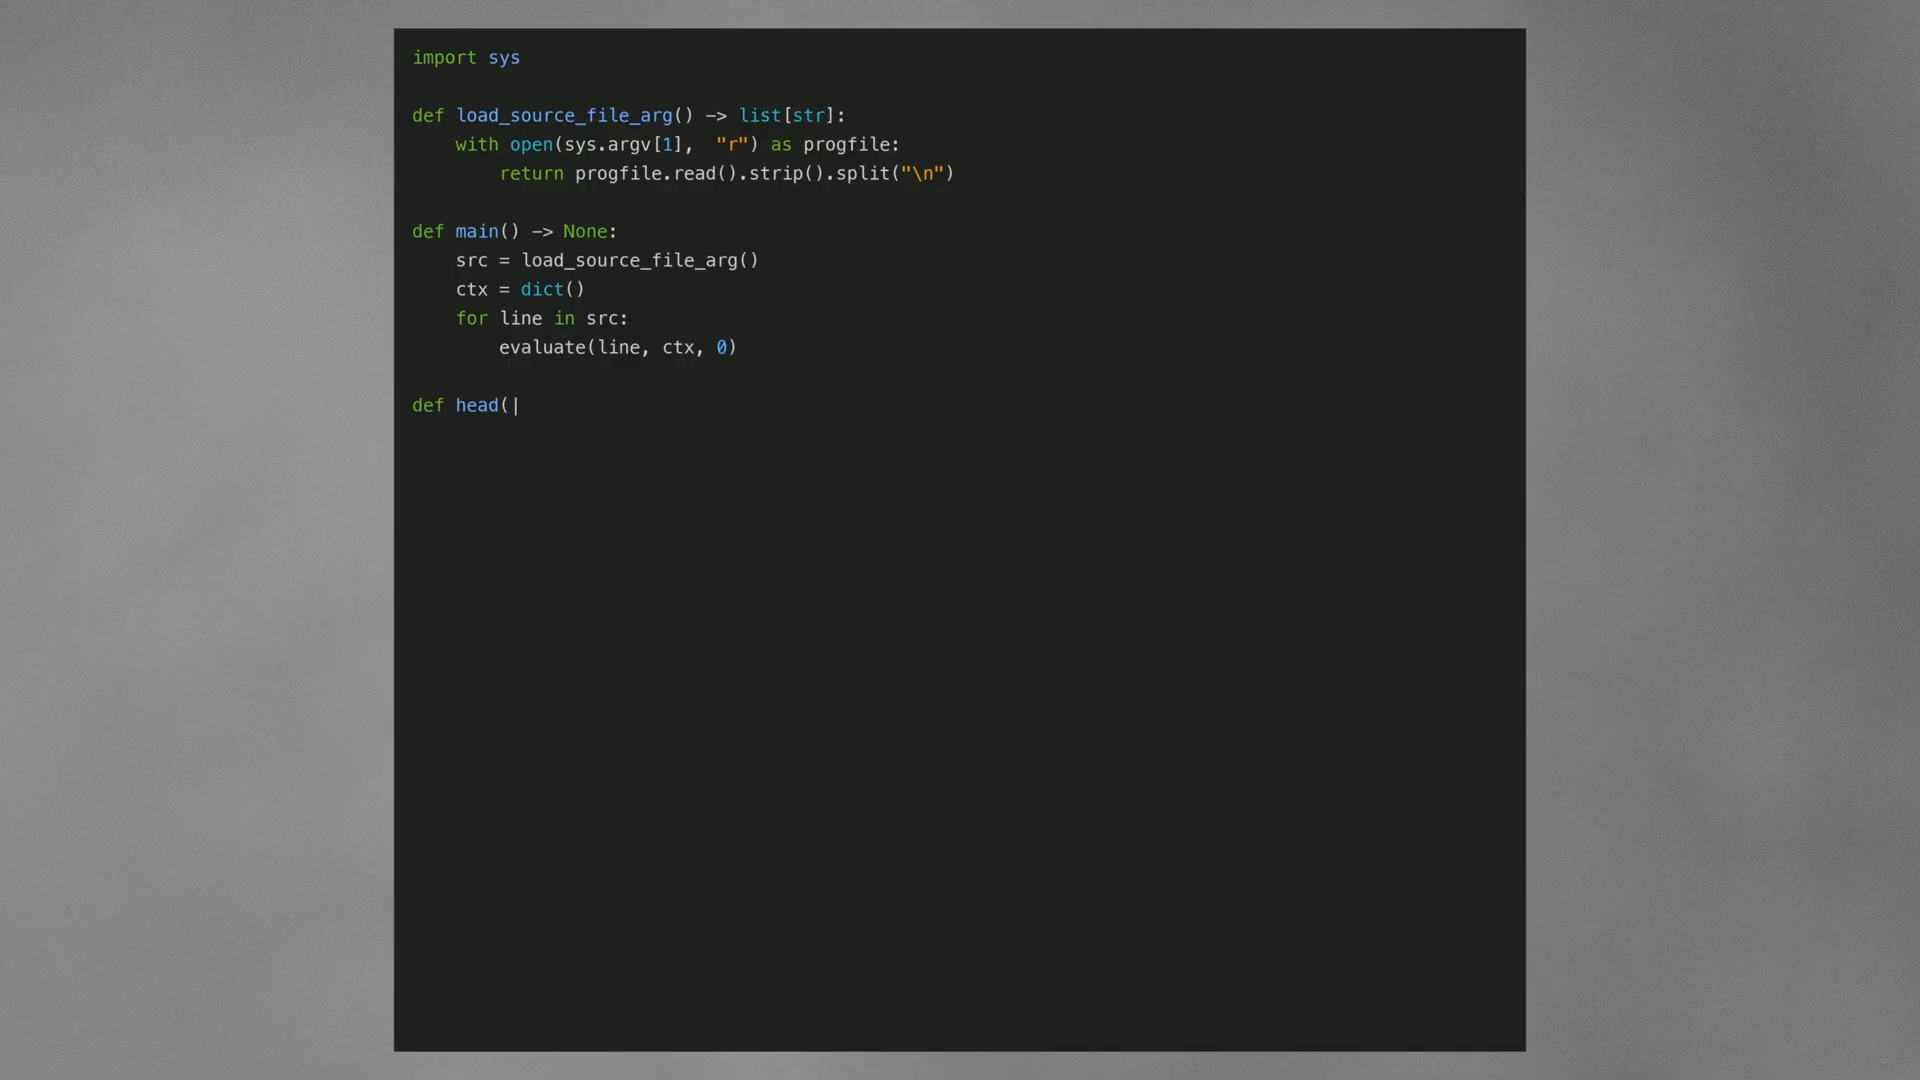 import sys
def load_source_file_arg() -> list[str]:
with open(sys.argv[1],  "r") as progfile:
return progfile.read().strip().split("\n")
def main() -> None:
src = load_source_file_arg()
ctx = dict()
for line in src:
evaluate(line, ctx, 0)
def head(|